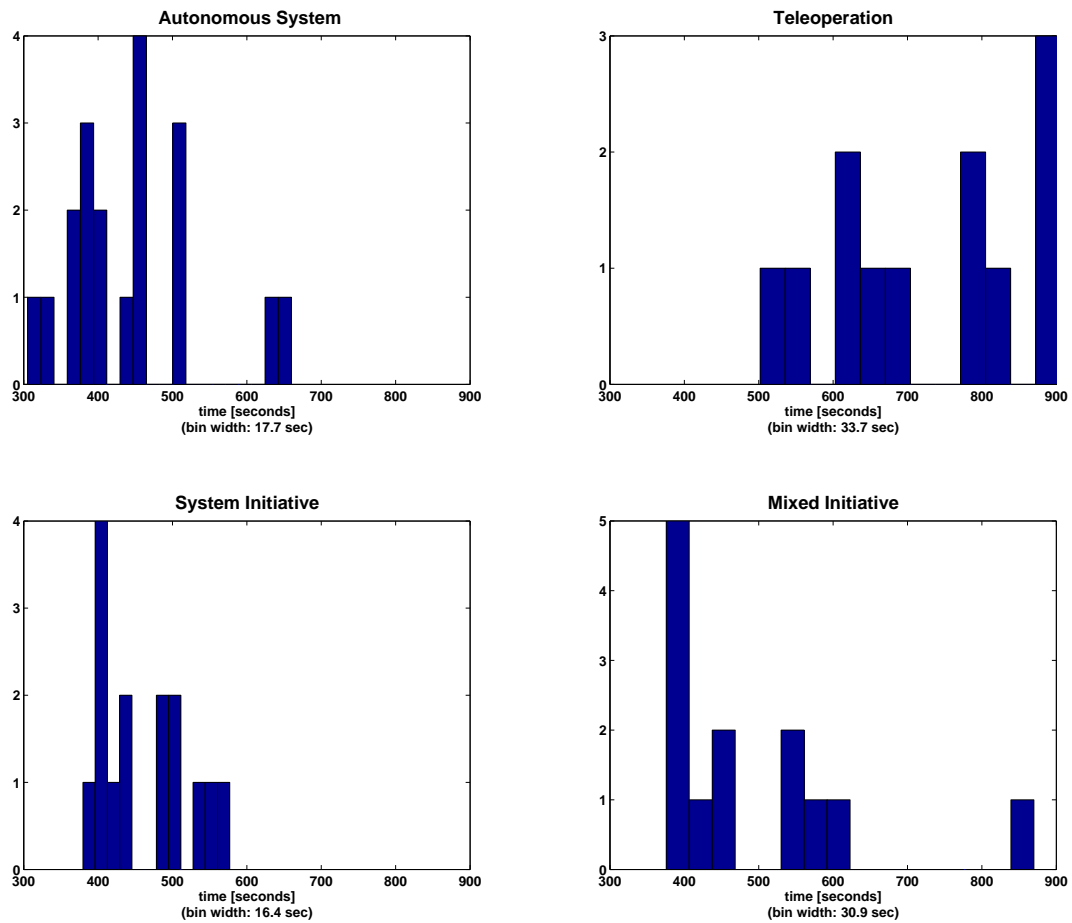 Autonomous System
4
3
2
1
0
300 400 500 600 700 800 900
time [seconds]
(bin width: 17.7 sec)
Teleoperation
3
2
1
0
300 400 500 600 700 800 900
time [seconds]
(bin width: 33.7 sec)
System Initiative
4
3
2
1
0
300 400 500 600 700 800 900
time [seconds]
(bin width: 16.4 sec)
Mixed Initiative
5
4
3
2
1
0
300 400 500 600 700 800 900
time [seconds]
(bin width: 30.9 sec)